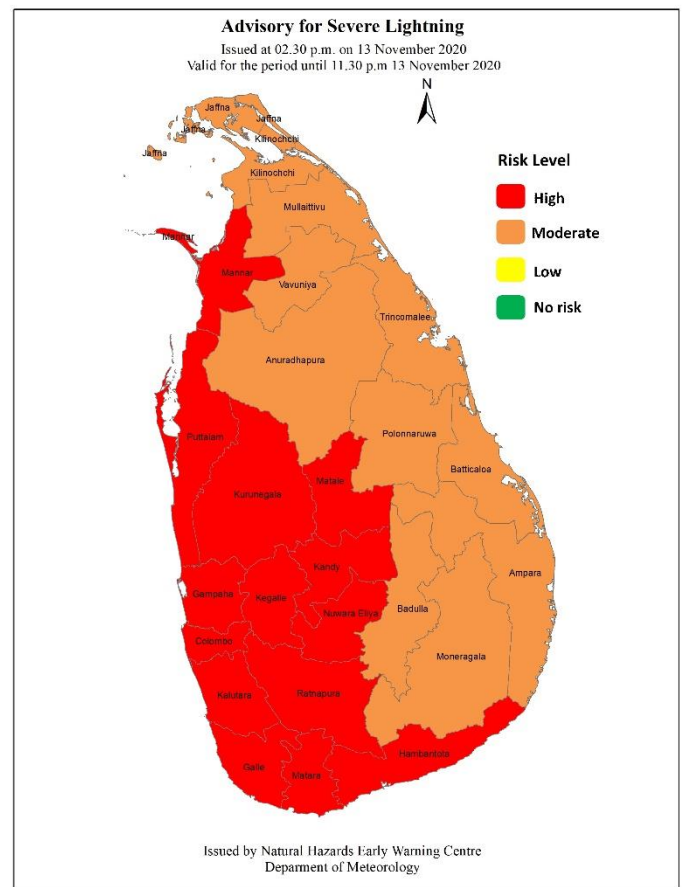 Advisory for Severe Lightning
Issued at 02.30 p.m. on 13 November 2020
Valid for the period until 11.30 p.m 13 November 2020
N
Jaffna
Jaffna
Jaffna
Kilinochchi
Jaffna
Kilinochchi
Risk Level
High
Moderate
Low
No risk
Mullaittivu
Mannar
Mannar
Vavuniya
Trincomalee
Anuradhapura
Polonnaruwa
Puttalam
Batticaloa
Matale
Kurunegala
Kandy
Ampara
Gampaha
Kegalle
Nuwara Eliya
Badulla
Colombo
Moneragala
Kalutara
Ratnapura
Hambantota
Galle
Matara
Issued by Natural Hazards Early Warning Centre
Deparment of Meteorology